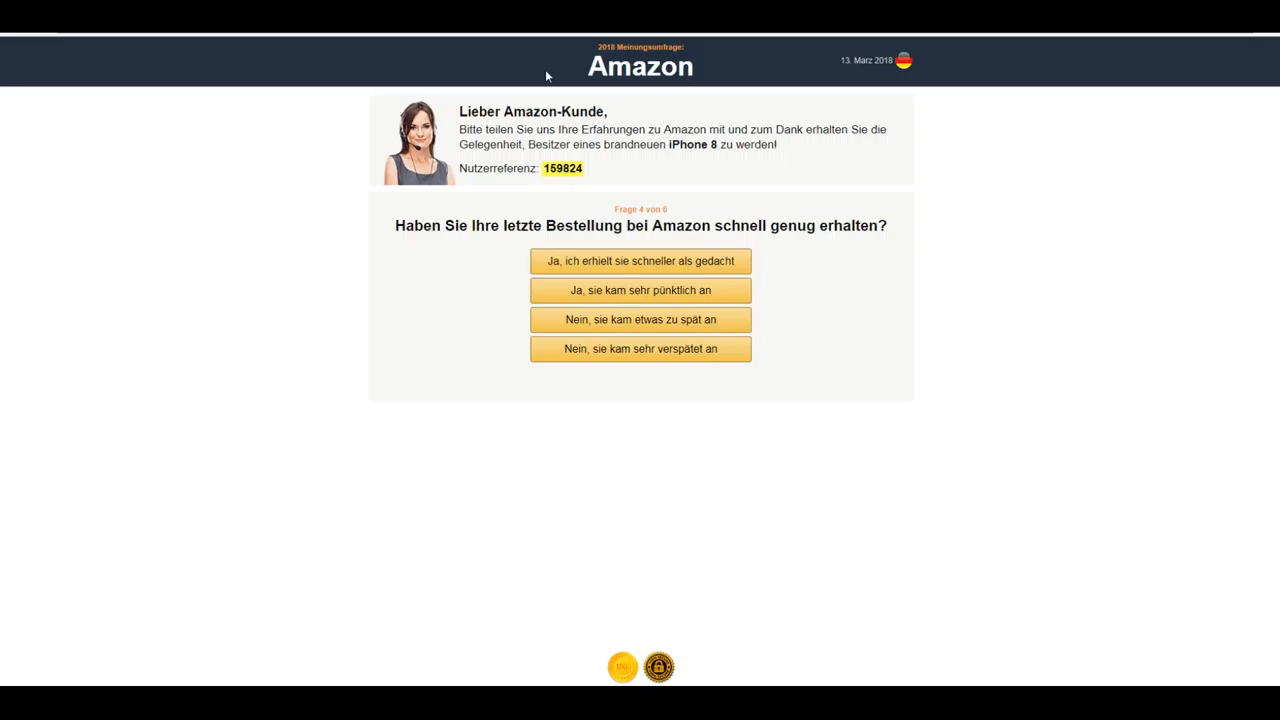 2018 Meinungsumfrage:
Amazon
13. März 2018
Lieber Amazon-Kunde,
Bitte teilen Sie uns Ihre Erfahrungen zu Amazon mit und zum Dank erhalten Sie die
Gelegenheit, Besitzer eines brandneuen iPhone 8 zu werden!
Nutzerreferenz: 159824
Frage 4 von 6
Haben Sie Ihre letzte Bestellung bei Amazon schnell genug erhalten?
Ja, ich erhielt sie schneller als gedacht
Ja, sie kam sehr pünktlich an
Nein, sie kam etwas zu spät an
Nein, sie kam sehr verspätet an